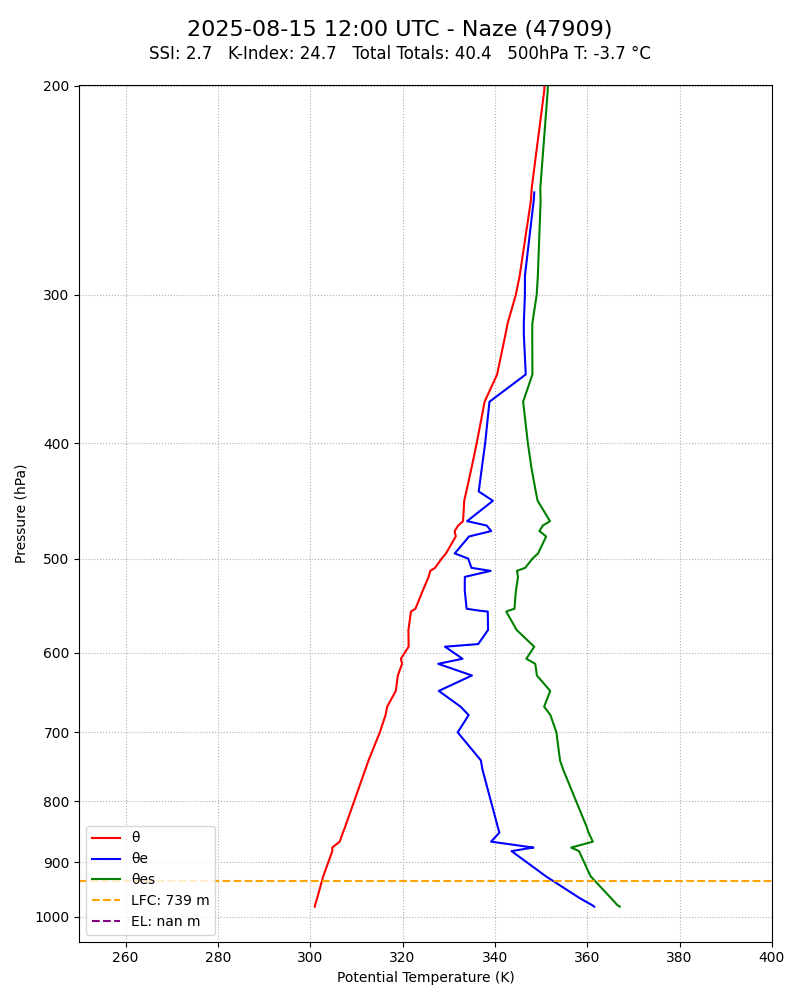 2025-08-15 12:00 UTC - Naze (47909)
SSI: 2.7   K-Index: 24.7   Total Totals: 40.4   500hPa T: -3.7 °C
Pressure (hPa)
200
300
400
500
600
700
800
900
1000
θ
θe
θes
LFC: 739 m
EL: nan m
260 280 300 320 340 360 380 400
Potential Temperature (K)